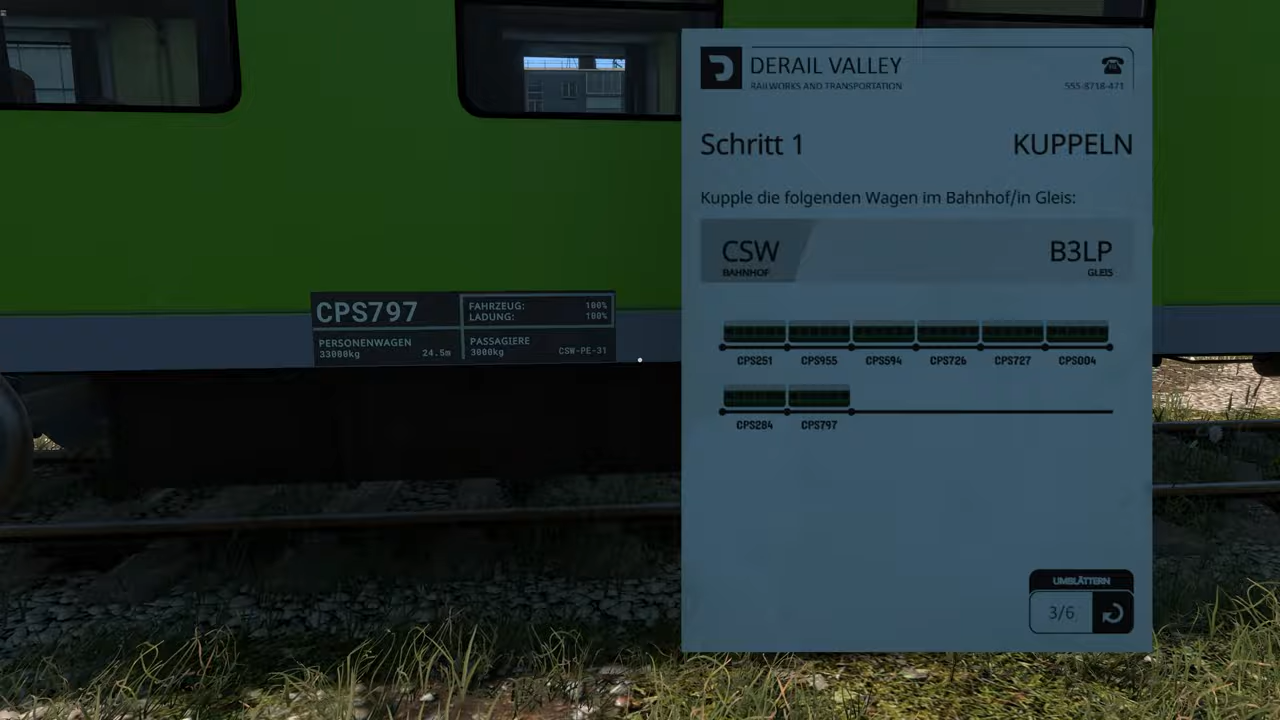 CPS797
FAHRZEUG: 100%
LADUNG: 100%
PERSONENWAGEN
33000kg 24.5m
PASSAGIERE
3000kg CSW-PE-31
DERAIL VALLEY
RAILWORKS AND TRANSPORTATION
555-8718-471
Schritt 1 KUPPELN
Kupple die folgenden Wagen im Bahnhof/in Gleis:
CSW B3LP
BAHNHOF GLEIS
CPS251 CPS955 CPS594 CPS726 CPS727 CPS004
CPS284 CPS797
UMBLÄTTERN
3/6